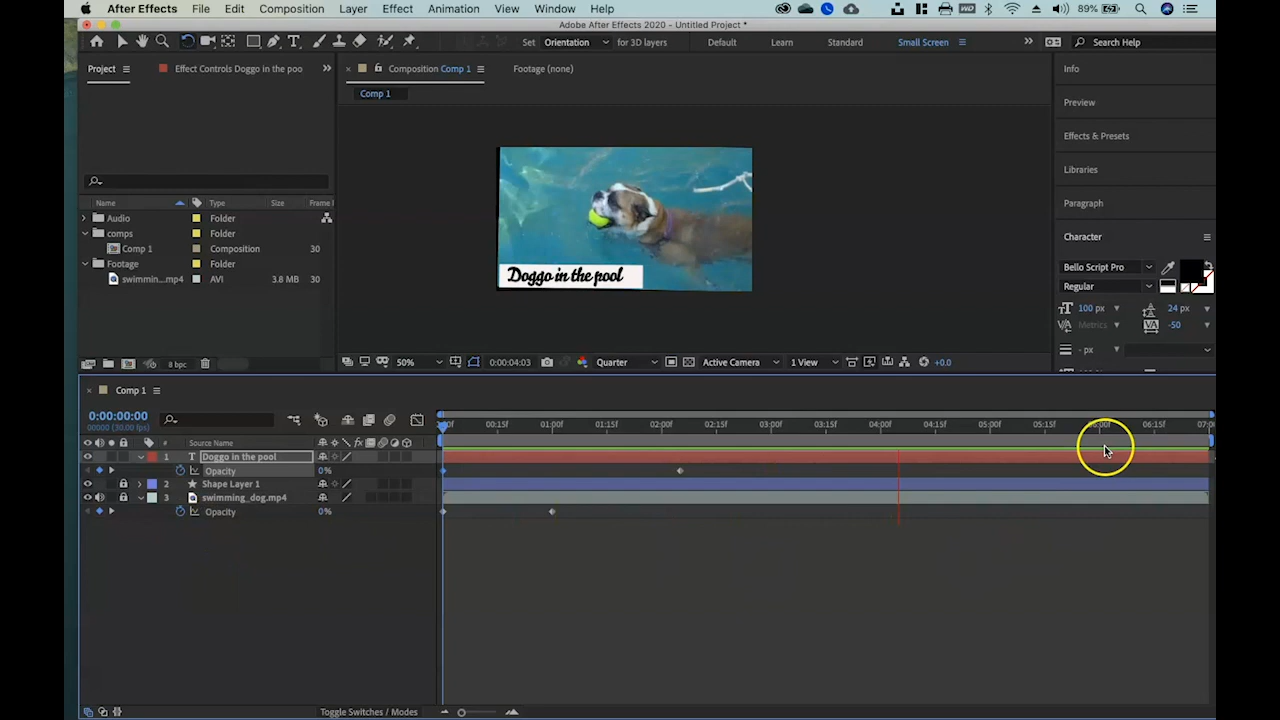 After Effects File Edit Composition Layer Effect Animation View Window Help 89%
Adobe After Effects 2020 - Untitled Project *
Set Orientation for 3D layers Default Learn Standard Small Screen Search Help
Project Effect Controls Doggo in the poo Composition Comp 1 Footage (none) Info
Comp 1
Preview
Effects & Presets
Libraries
Name Type Size Frame
Paragraph
Audio Folder
comps Folder
Character
Comp 1 Composition 30
Footage Folder
Bello Script Pro
swimmin...mp4 AVI 3.8 MB 30
Doggo in the pool
Regular
100 px 24 px
Metrics -50
- px
8 bpc 50% 0:00:04:03 Quarter Active Camera 1 View +0.0
Comp 1
0:00:00:00
00000 (30.00 fps)
00:15f 01:00f 01:15f 02:00f 02:15f 03:00f 03:15f 04:00f 04:15f 05:00f 05:15f 06:00f 06:15f 07:0
# Source Name
1 T Doggo in the pool
Opacity 0%
2 Shape Layer 1
3 swimming_dog.mp4
Opacity 0%
Toggle Switches / Modes